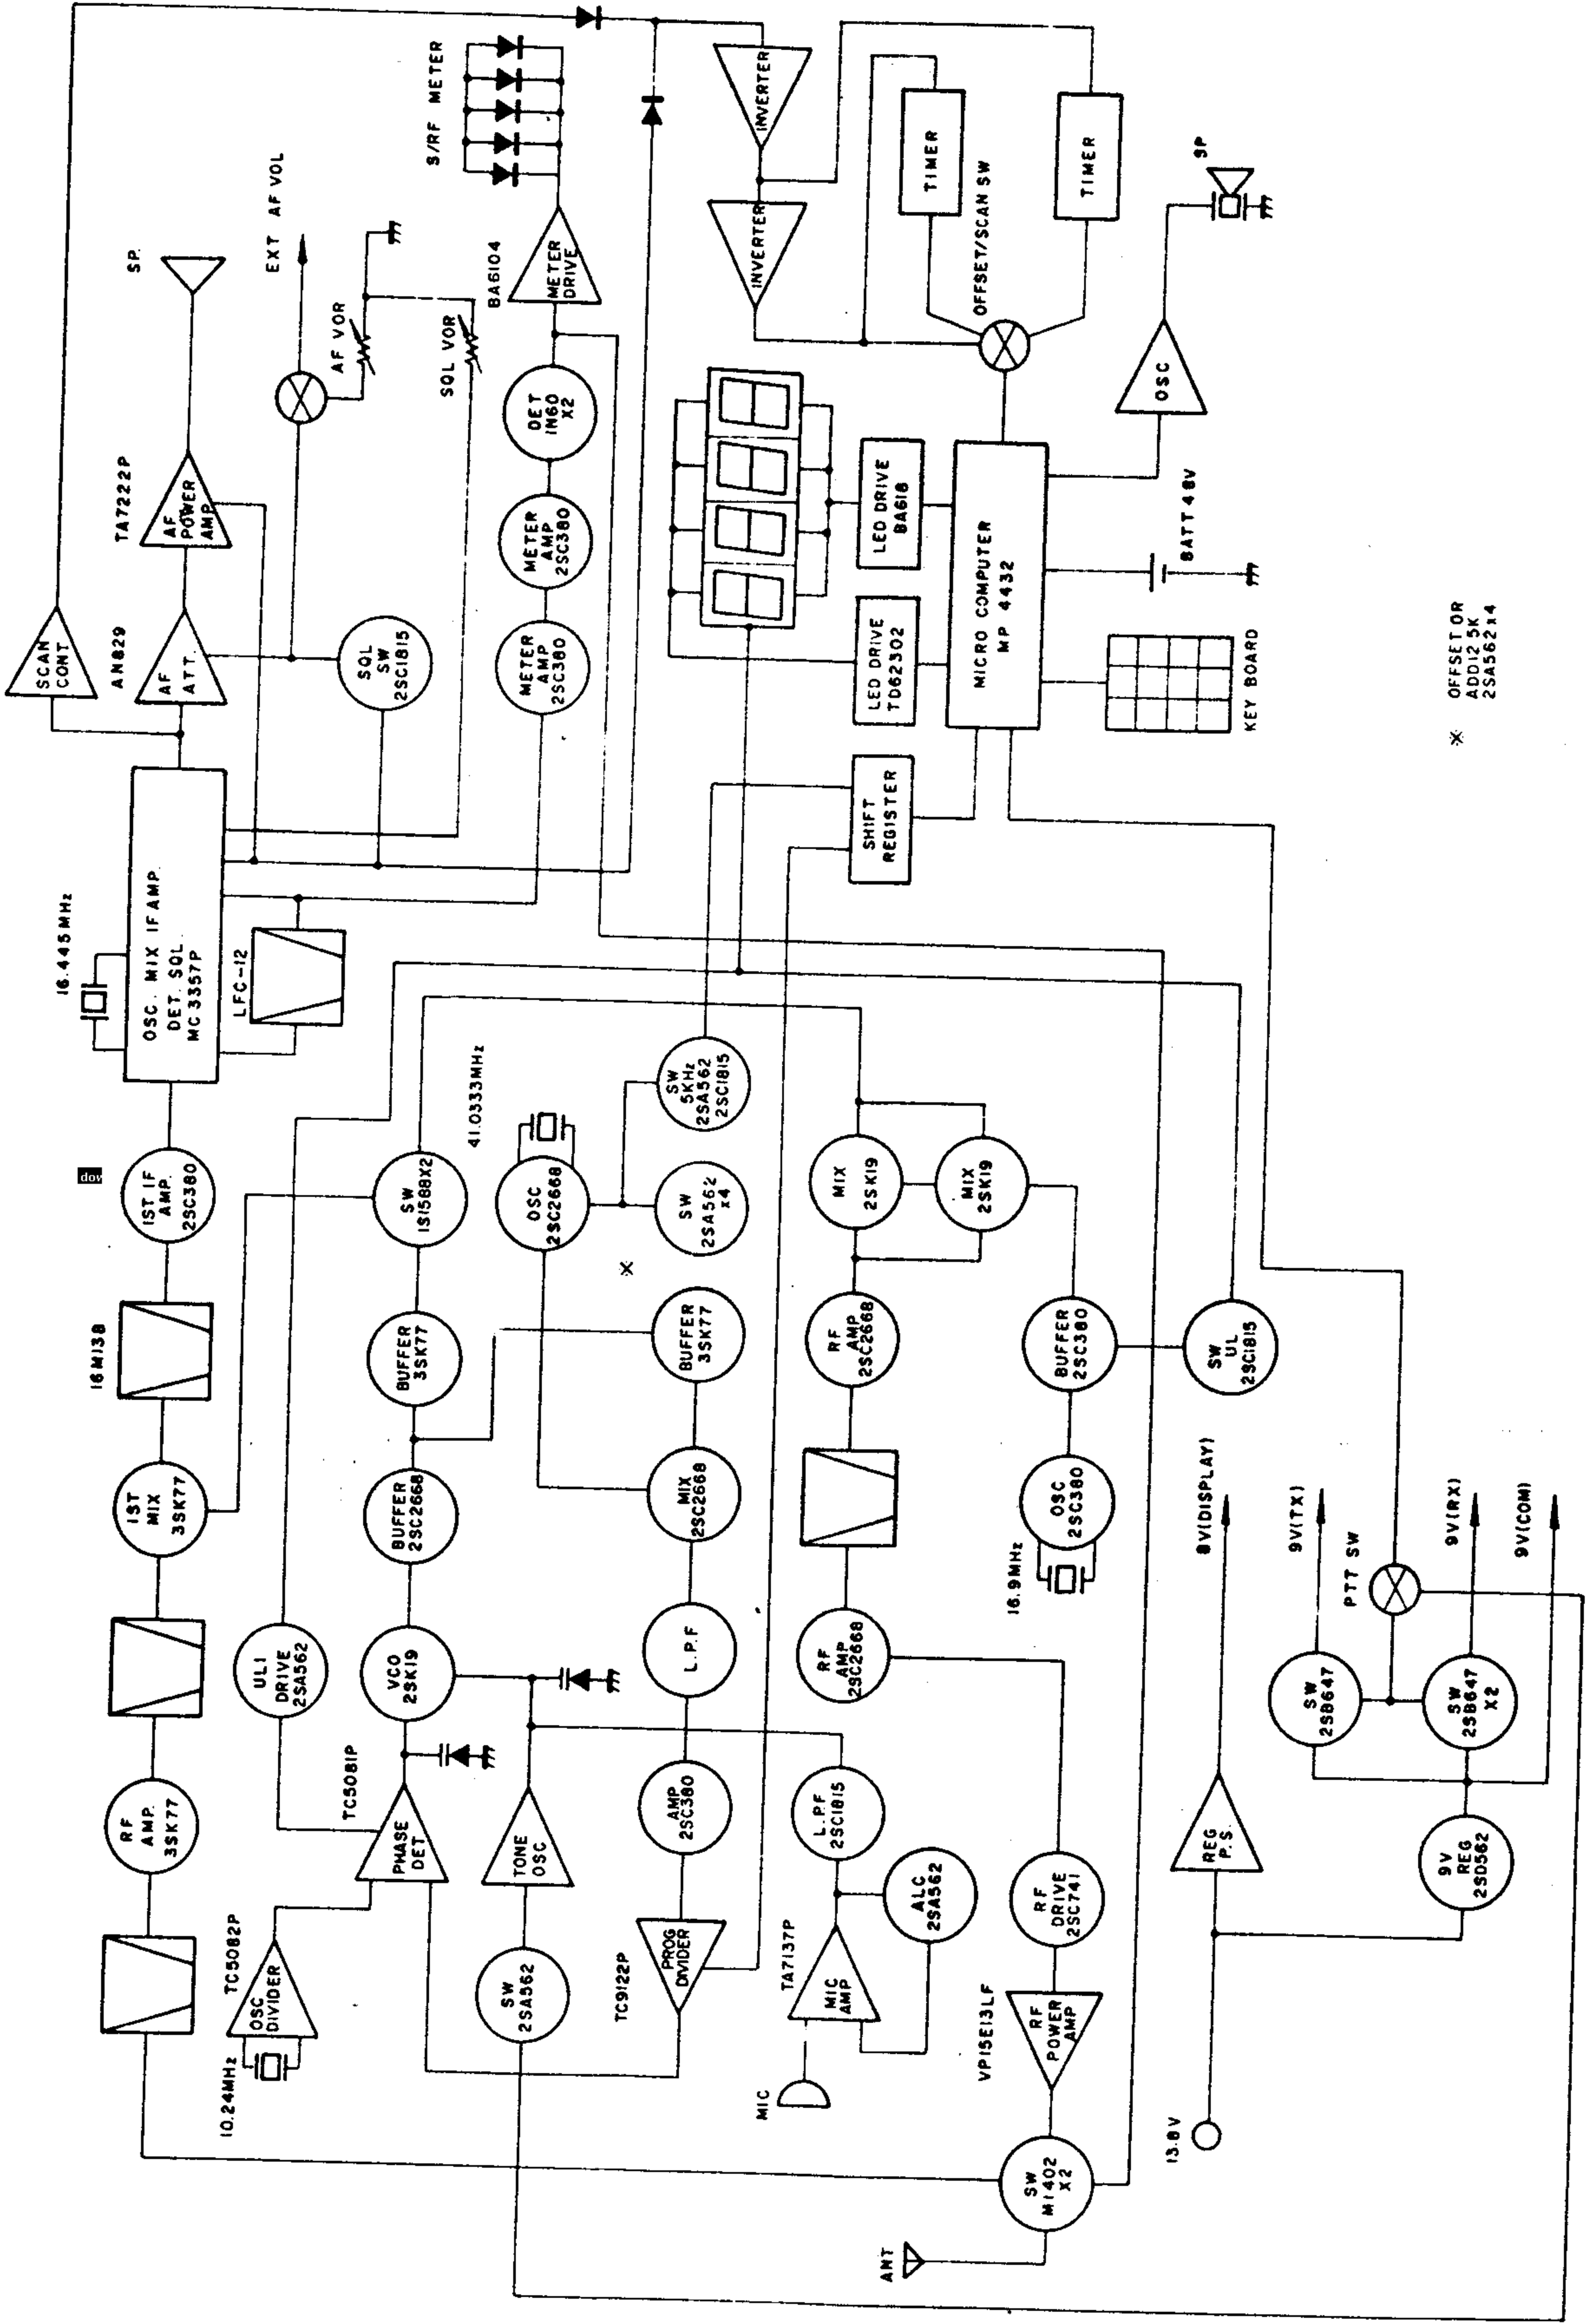 16.445MHz
OSC. MIX IF AMP.
DET. SQL.
MC3357P
LFC-12
SCAN
CONT
AN829
AF
ATT.
TA7222P
AF
POWER
AMP
SP.
EXT AF VOL
AF VOR
SQL VOR
SQL
SW
2SC1815
S/RF METER
BA6104
METER
DRIVE
DET
1N60
X2
METER
AMP
2SC380
METER
AMP
2SC380
dov
1ST IF
AMP.
2SC380
16M13B
1ST
MIX
3SK77
RF
AMP.
3SK77
ULI
DRIVE
2SA562
10.24MHz
OSC
DIVIDER
TC5082P
TC5081P
PHASE
DET
VCO
2SK19
BUFFER
2SC2668
BUFFER
3SK77
SW
1S1588X2
41.0333MHz
OSC
2SC2668
SW
5KHz
2SA562
2SC1815
SW
2SA562
x4
※
BUFFER
3SK77
MIX
2SC2668
L.P.F
AMP
2SC380
PROG
DIVIDER
TC9122P
TONE
OSC
SW
2SA562
MIC
TA7137P
MIC
AMP
ALC
2SA562
L.P.F
2SC1815
RF
AMP
2SC2668
RF
AMP
2SC2668
MIX
2SK19
MIX
2SK19
16.9MHz
OSC
2SC380
BUFFER
2SC380
SW
UL
2SC1815
RF
DRIVE
2SC741
VP15E13LF
RF
POWER
AMP
SW
M1402
X2
ANT
13.8V
REG
P.S.
8V(DISPLAY)
9V
REG
2SD562
SW
2SB647
SW
2SB647
X2
PTT SW
9V(TX)
9V(RX)
9V(COM)
INVERTER
INVERTER
TIMER
TIMER
OFFSET/SCAN SW
OSC
SP
LED DRIVE
BA618
LED DRIVE
TD62302
MICRO COMPUTER
MP 4432
SHIFT
REGISTER
BATT 4 8V
KEY BOARD
※ OFFSET OR
ADD12 5K
2SA562x4